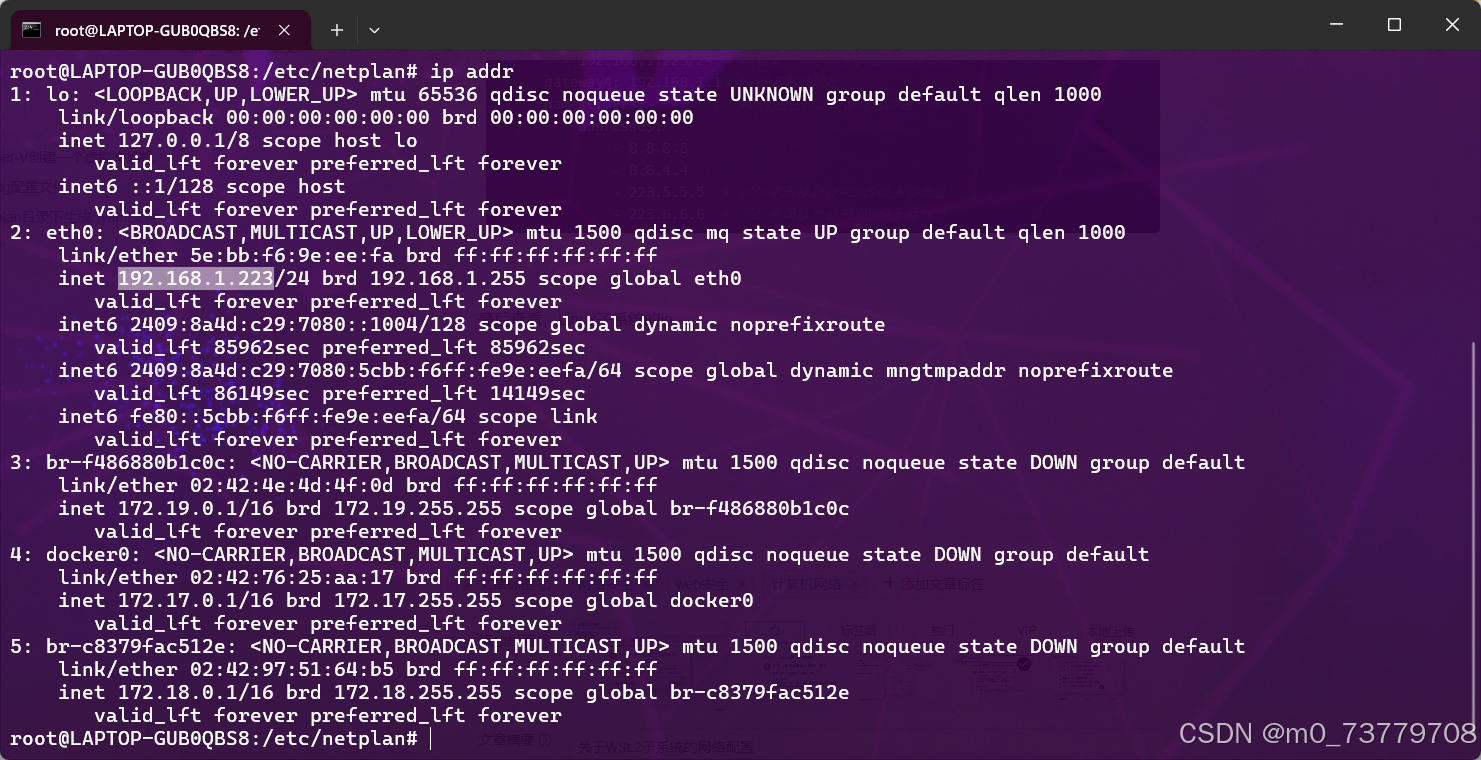 root@LAPTOP-GUB0QBS8: /et
root@LAPTOP-GUB0QBS8:/etc/netplan# ip addr
1: lo: <LOOPBACK,UP,LOWER_UP> mtu 65536 qdisc noqueue state UNKNOWN group default qlen 1000
link/loopback 00:00:00:00:00:00 brd 00:00:00:00:00:00
inet 127.0.0.1/8 scope host lo
valid_lft forever preferred_lft forever
inet6 ::1/128 scope host
valid_lft forever preferred_lft forever
2: eth0: <BROADCAST,MULTICAST,UP,LOWER_UP> mtu 1500 qdisc mq state UP group default qlen 1000
link/ether 5e:bb:f6:9e:ee:fa brd ff:ff:ff:ff:ff:ff
inet 192.168.1.223/24 brd 192.168.1.255 scope global eth0
valid_lft forever preferred_lft forever
inet6 2409:8a4d:c29:7080::1004/128 scope global dynamic noprefixroute
valid_lft 85962sec preferred_lft 85962sec
inet6 2409:8a4d:c29:7080:5cbb:f6ff:fe9e:eefa/64 scope global dynamic mngtmpaddr noprefixroute
valid_lft 86149sec preferred_lft 14149sec
inet6 fe80::5cbb:f6ff:fe9e:eefa/64 scope link
valid_lft forever preferred_lft forever
3: br-f486880b1c0c: <NO-CARRIER,BROADCAST,MULTICAST,UP> mtu 1500 qdisc noqueue state DOWN group default
link/ether 02:42:4e:4d:4f:0d brd ff:ff:ff:ff:ff:ff
inet 172.19.0.1/16 brd 172.19.255.255 scope global br-f486880b1c0c
valid_lft forever preferred_lft forever
4: docker0: <NO-CARRIER,BROADCAST,MULTICAST,UP> mtu 1500 qdisc noqueue state DOWN group default
link/ether 02:42:76:25:aa:17 brd ff:ff:ff:ff:ff:ff
inet 172.17.0.1/16 brd 172.17.255.255 scope global docker0
valid_lft forever preferred_lft forever
5: br-c8379fac512e: <NO-CARRIER,BROADCAST,MULTICAST,UP> mtu 1500 qdisc noqueue state DOWN group default
link/ether 02:42:97:51:64:b5 brd ff:ff:ff:ff:ff:ff
inet 172.18.0.1/16 brd 172.18.255.255 scope global br-c8379fac512e
valid_lft forever preferred_lft forever
root@LAPTOP-GUB0QBS8:/etc/netplan#
CSDN @m0_73779708